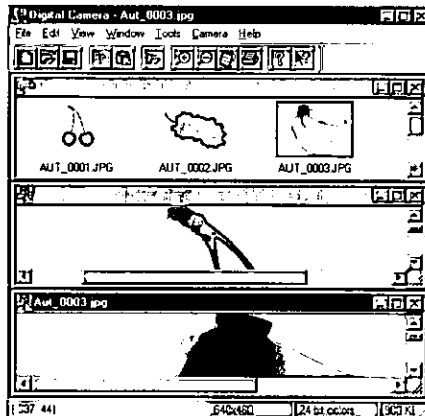 Digital Camera - Aut_0003.jpg
File Edit View Window Tools Camera Help
AUT_0001.JPG AUT_0002.JPG AUT_0003.JPG
Aut_0003.jpg
640x480 24 bit colors